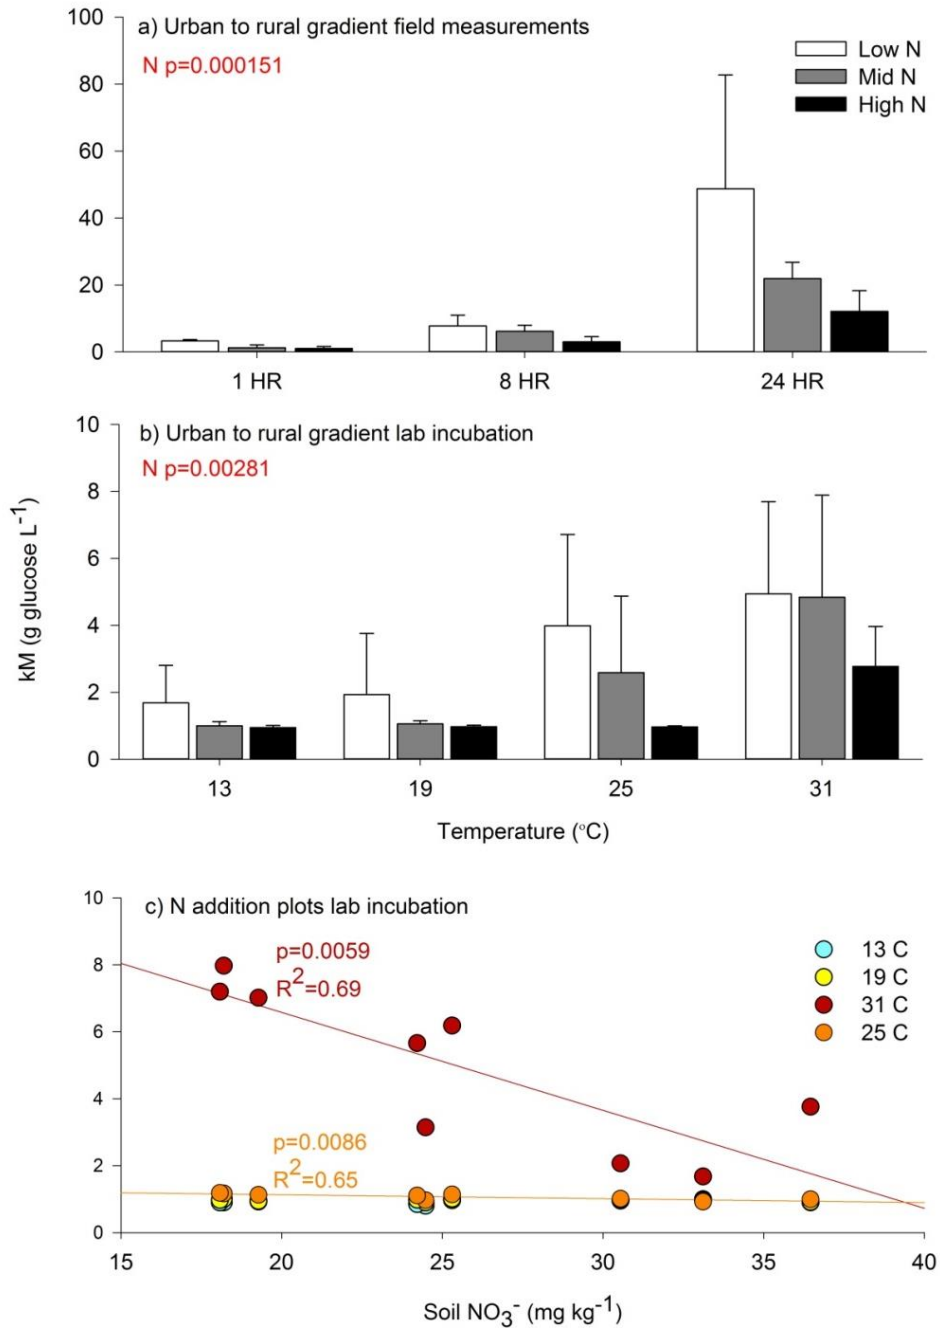 100
a) Urban to rural gradient field measurements
N p=0.000151
Low N
Mid N
High N
80
60
40
20
0
1 HR
8 HR
24 HR
10
b) Urban to rural gradient lab incubation
N p=0.00281
8
6
4
2
0
13
19
25
31
Temperature (°C)
kM (g glucose L⁻¹)
10
c) N addition plots lab incubation
p=0.0059
R²=0.69
13 C
19 C
31 C
25 C
8
6
4
p=0.0086
R²=0.65
2
0
15
20
25
30
35
40
Soil NO₃⁻ (mg kg⁻¹)